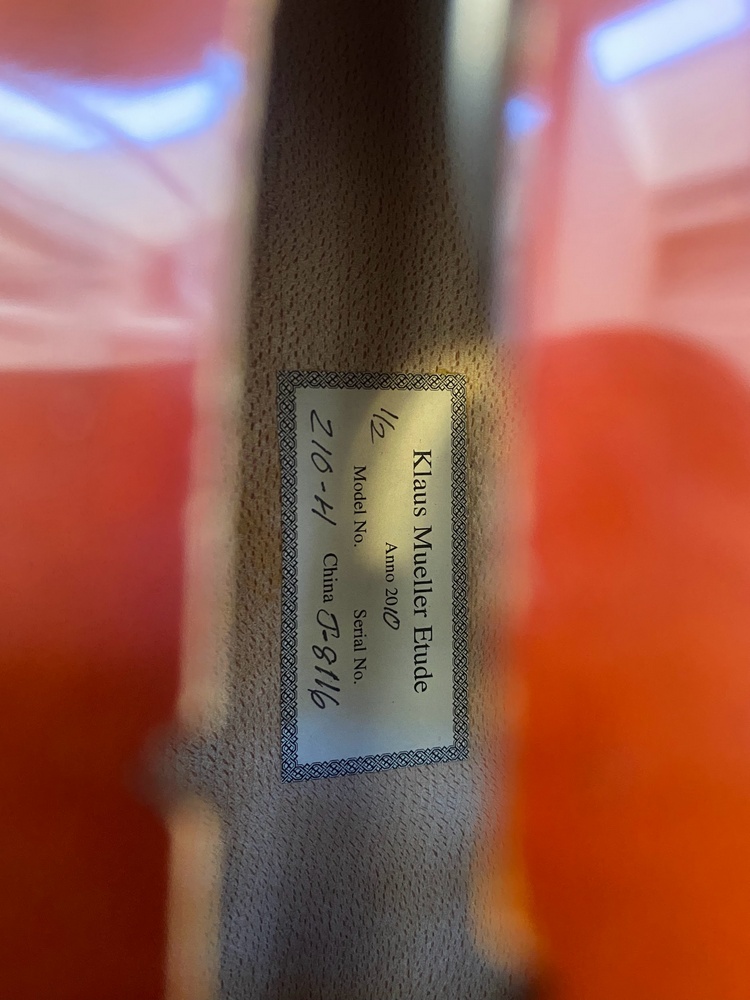 Klaus Mueller Etude
Anno 2010
1/2
Model No. Serial No.
210-H China J-8116